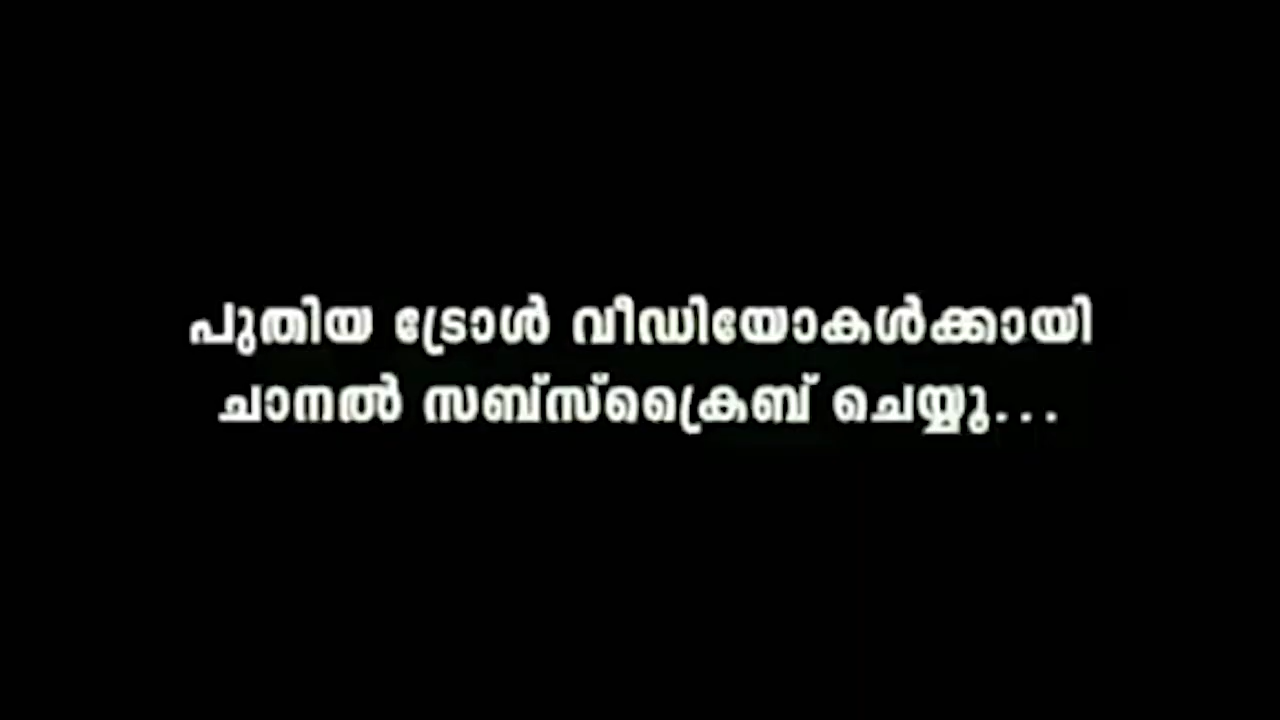 പുതിയ ട്രോൾ വീഡിയോകൾക്കായി
ചാനൽ സബ്സ്ക്രൈബ് ചെയ്യൂ...